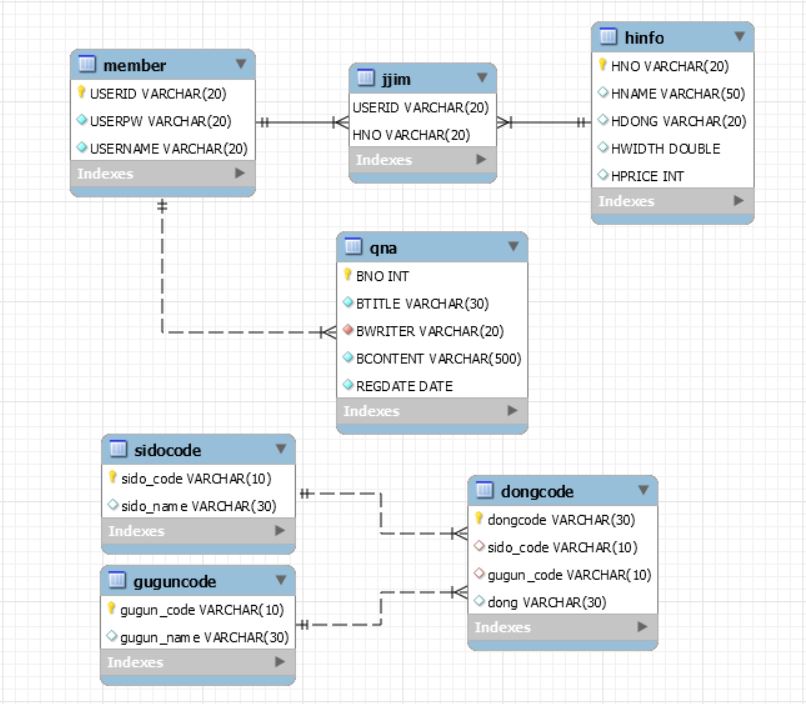 member
USERID VARCHAR(20)
USERPW VARCHAR(20)
USERNAME VARCHAR(20)
Indexes
jjim
USERID VARCHAR(20)
HNO VARCHAR(20)
Indexes
hinfo
HNO VARCHAR(20)
HNAME VARCHAR(50)
HDONG VARCHAR(20)
HWIDTH DOUBLE
HPRICE INT
Indexes
qna
BNO INT
BTITLE VARCHAR(30)
BWRITER VARCHAR(20)
BCONTENT VARCHAR(500)
REGDATE DATE
Indexes
sidocode
sido_code VARCHAR(10)
sido_name VARCHAR(30)
Indexes
guguncode
gugun_code VARCHAR(10)
gugun_name VARCHAR(30)
Indexes
dongcode
dongcode VARCHAR(30)
sido_code VARCHAR(10)
gugun_code VARCHAR(10)
dong VARCHAR(30)
Indexes